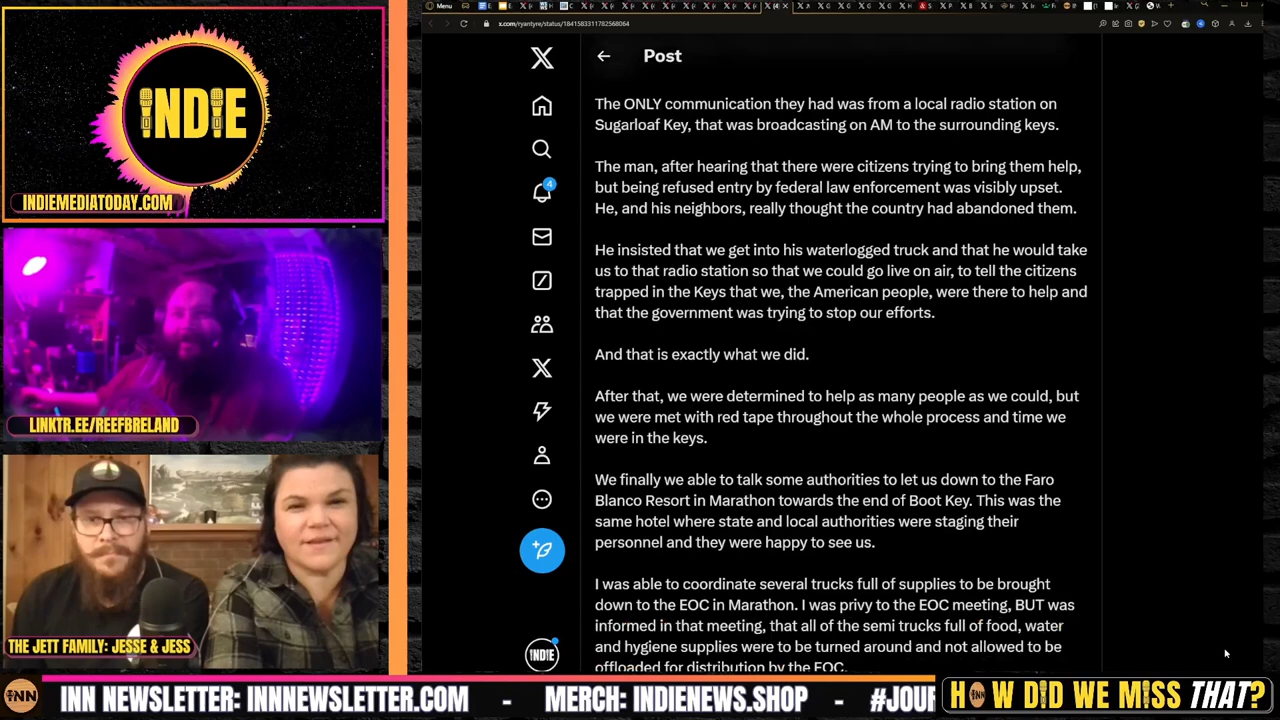 INDIE
INDIEMEDIATODAY.COM
LINKTR.EE/REEFBRELAND
THE JETT FAMILY: JESSE & JESS
Menu
x.com/ryantyre/status/1841583311782568064
Post
4
The ONLY communication they had was from a local radio station on
Sugarloaf Key, that was broadcasting on AM to the surrounding keys.
The man, after hearing that there were citizens trying to bring them help,
but being refused entry by federal law enforcement was visibly upset.
He, and his neighbors, really thought the country had abandoned them.
He insisted that we get into his waterlogged truck and that he would take
us to that radio station so that we could go live on air, to tell the citizens
trapped in the Keys that we, the American people, were there to help and
that the government was trying to stop our efforts.
And that is exactly what we did.
After that, we were determined to help as many people as we could, but
we were met with red tape throughout the whole process and time we
were in the keys.
We finally we able to talk some authorities to let us down to the Faro
Blanco Resort in Marathon towards the end of Boot Key. This was the
same hotel where state and local authorities were staging their
personnel and they were happy to see us.
I was able to coordinate several trucks full of supplies to be brought
down to the EOC in Marathon. I was privy to the EOC meeting, BUT was
informed in that meeting, that all of the semi trucks full of food, water
and hygiene supplies were to be turned around and not allowed to be
offloaded for distribution by the EOC.
INDIE
INN
INN NEWSLETTER: INNNEWSLETTER.COM - MERCH: INDIENEWS.SHOP - #JOUR
HOW DID WE MISS THAT?